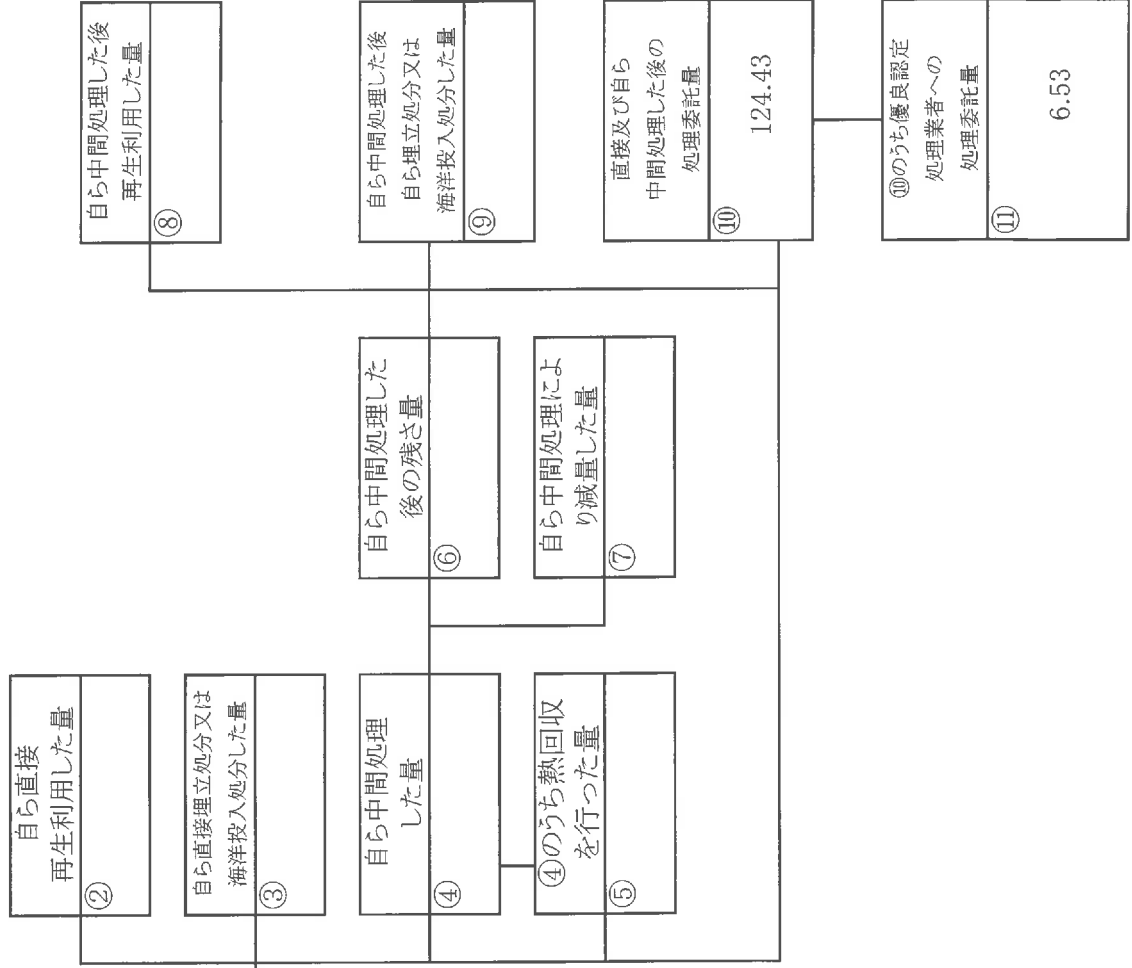 自ら直接
再生利用した量
②
自ら直接埋立処分又は
海洋投入処分した量
③
自ら中間処理
した量
④
④のうち熱回収
を行った量
⑤
自ら中間処理した
後の残さ量
⑥
自ら中間処理によ
り減量した量
⑦
自ら中間処理した後
再生利用した量
⑧
自ら中間処理した後
自ら埋立処分又は
海洋投入処分した量
⑨
直接及び自ら
中間処理した後の
処理委託量
⑩
124.43
⑩のうち優良認定
処理業者への
処理委託量
⑪
6.53